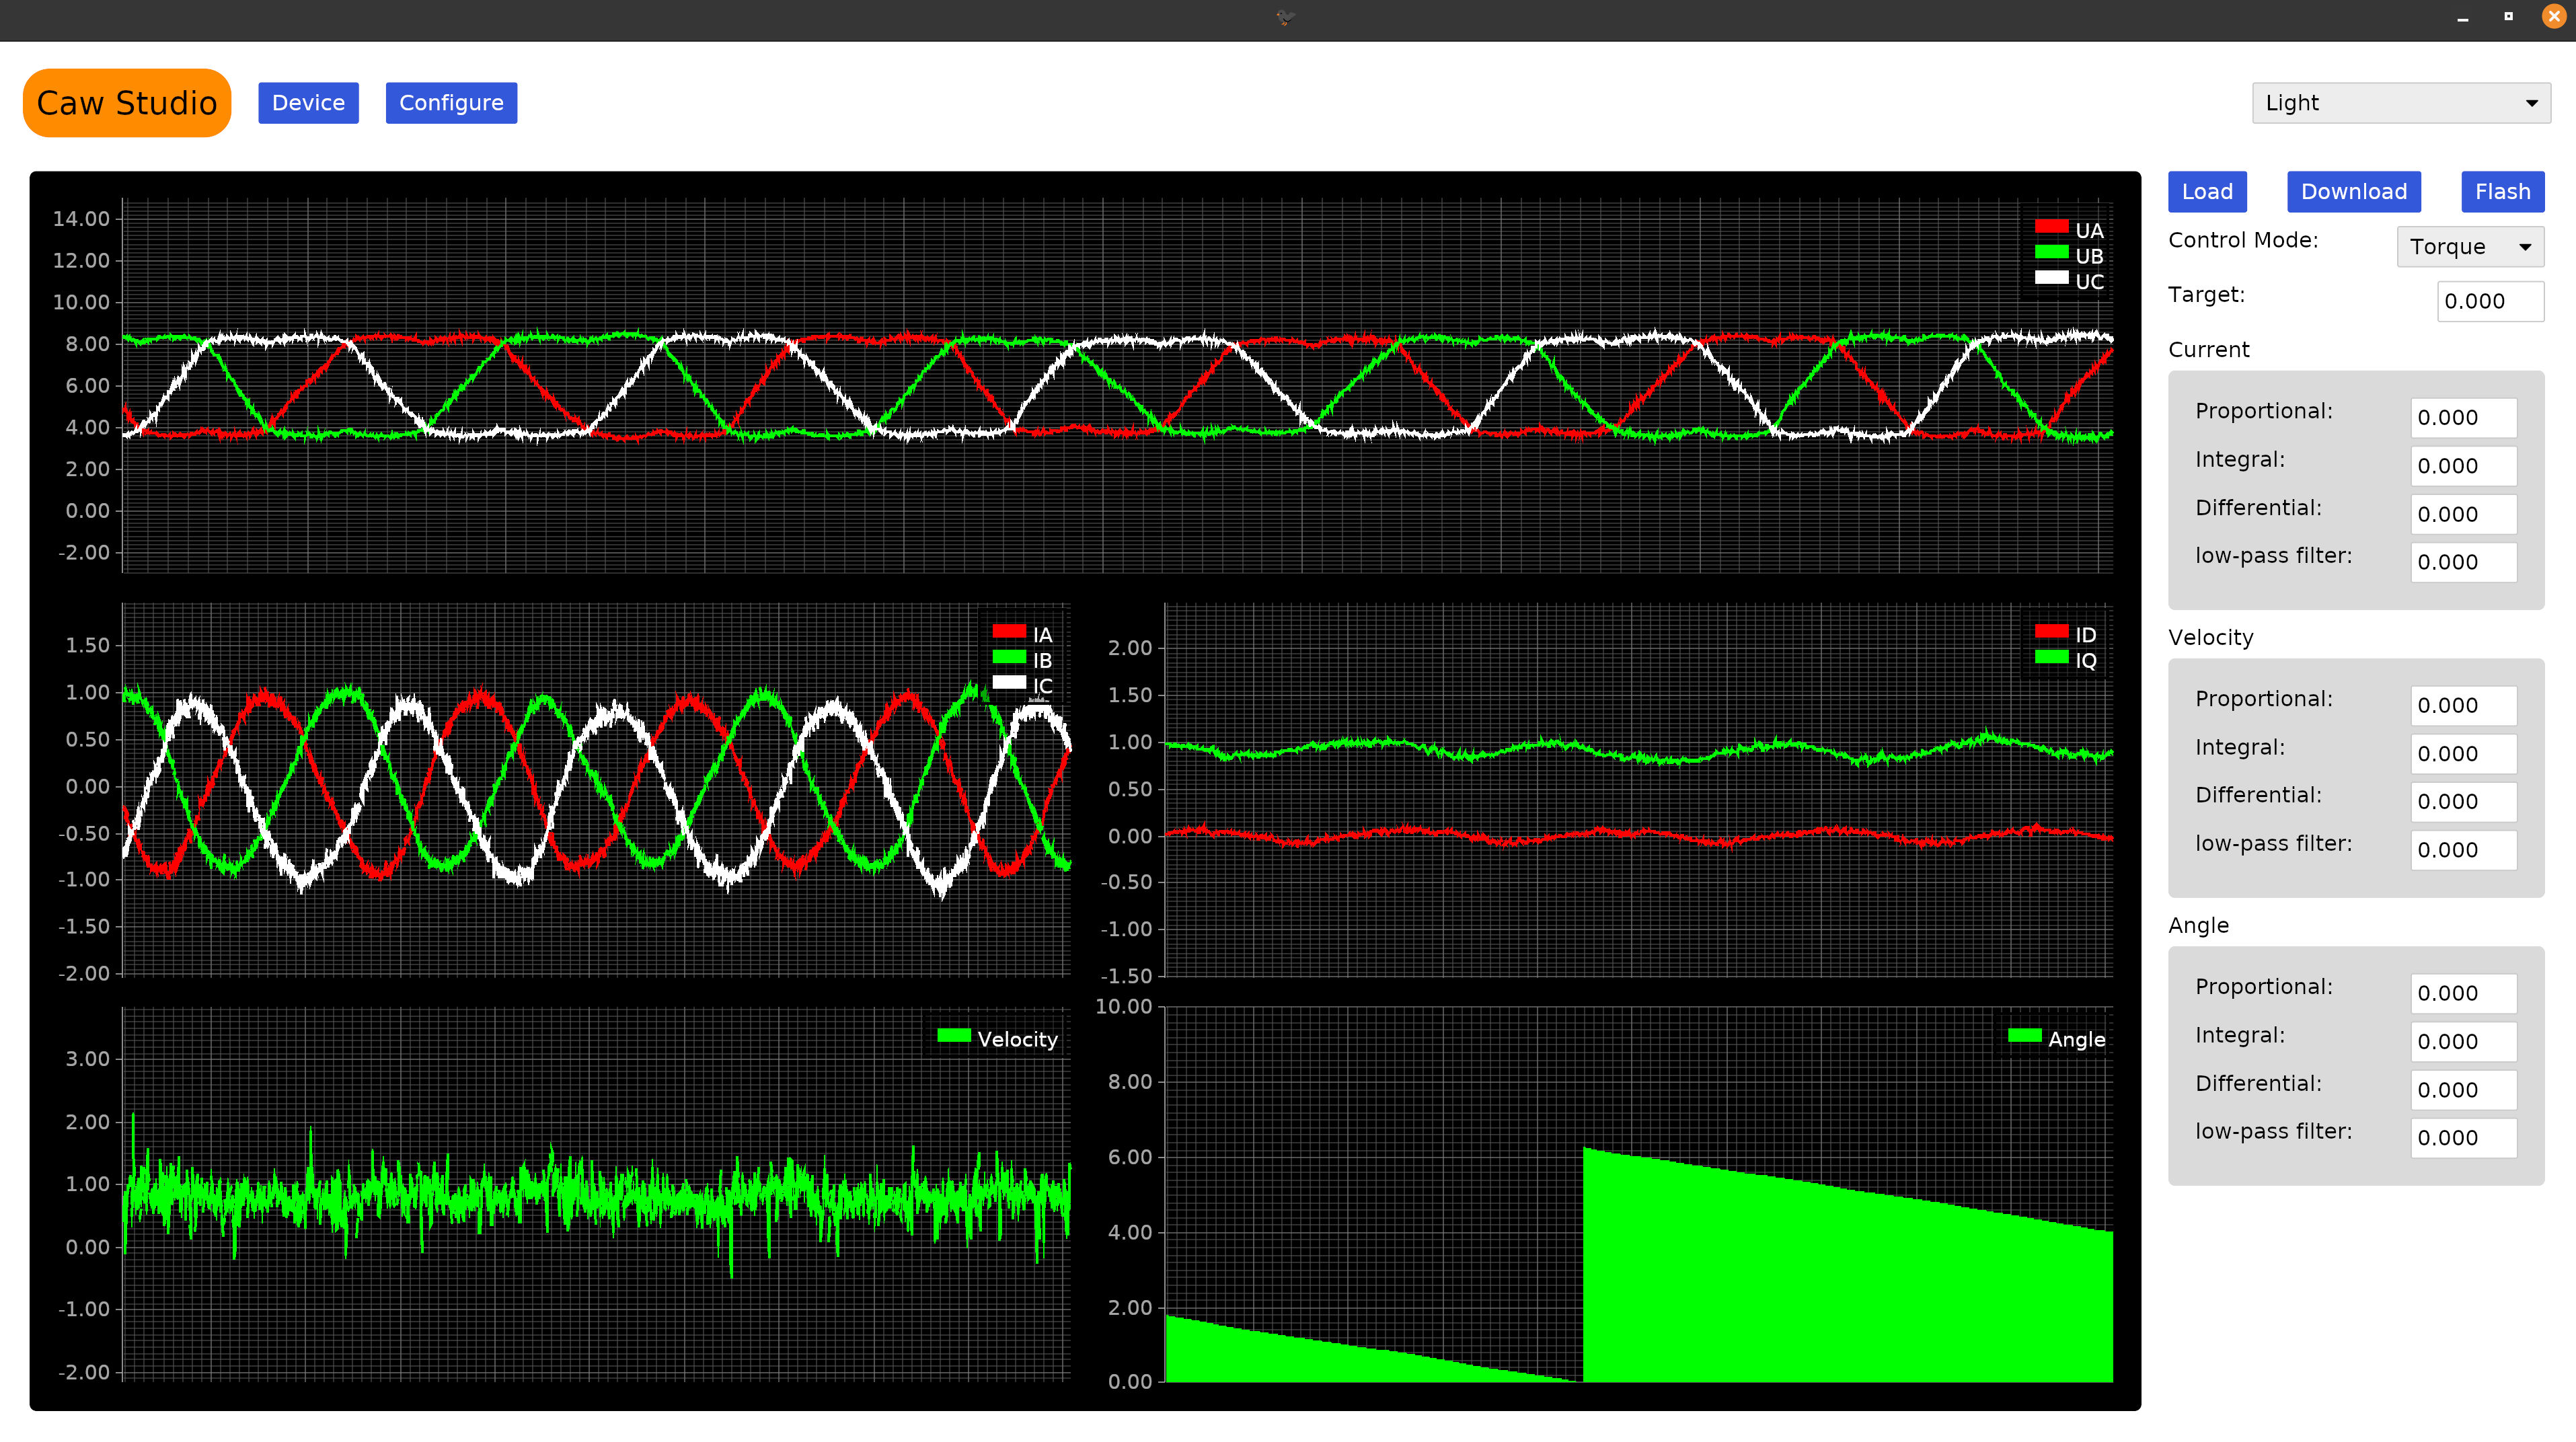 Caw Studio
Device
Configure
Light
14.00
12.00
10.00
8.00
6.00
4.00
2.00
0.00
-2.00
UA
UB
UC
1.50
1.00
0.50
0.00
-0.50
-1.00
-1.50
-2.00
IA
IB
IC
2.00
1.50
1.00
0.50
0.00
-0.50
-1.00
-1.50
ID
IQ
3.00
2.00
1.00
0.00
-1.00
-2.00
Velocity
10.00
8.00
6.00
4.00
2.00
0.00
Angle
Load
Download
Flash
Control Mode: Torque
Target: 0.000
Current
Proportional: 0.000
Integral: 0.000
Differential: 0.000
low-pass filter: 0.000
Velocity
Proportional: 0.000
Integral: 0.000
Differential: 0.000
low-pass filter: 0.000
Angle
Proportional: 0.000
Integral: 0.000
Differential: 0.000
low-pass filter: 0.000